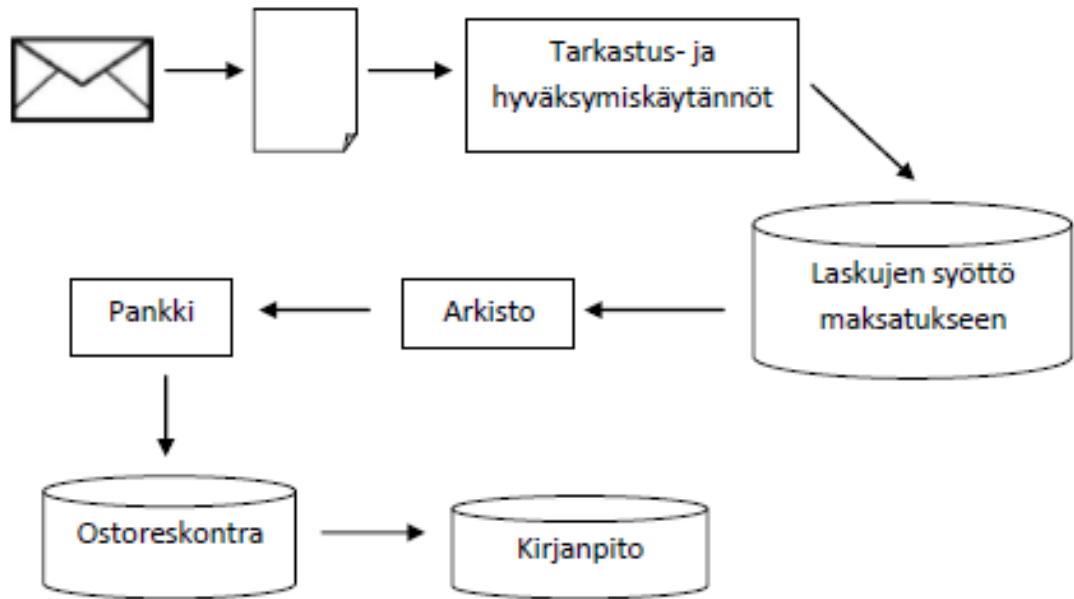 Tarkastus- ja
hyväksymiskäytännöt
Laskujen syöttö
maksatukseen
Arkisto
Pankki
Ostoreskontra
Kirjanpito